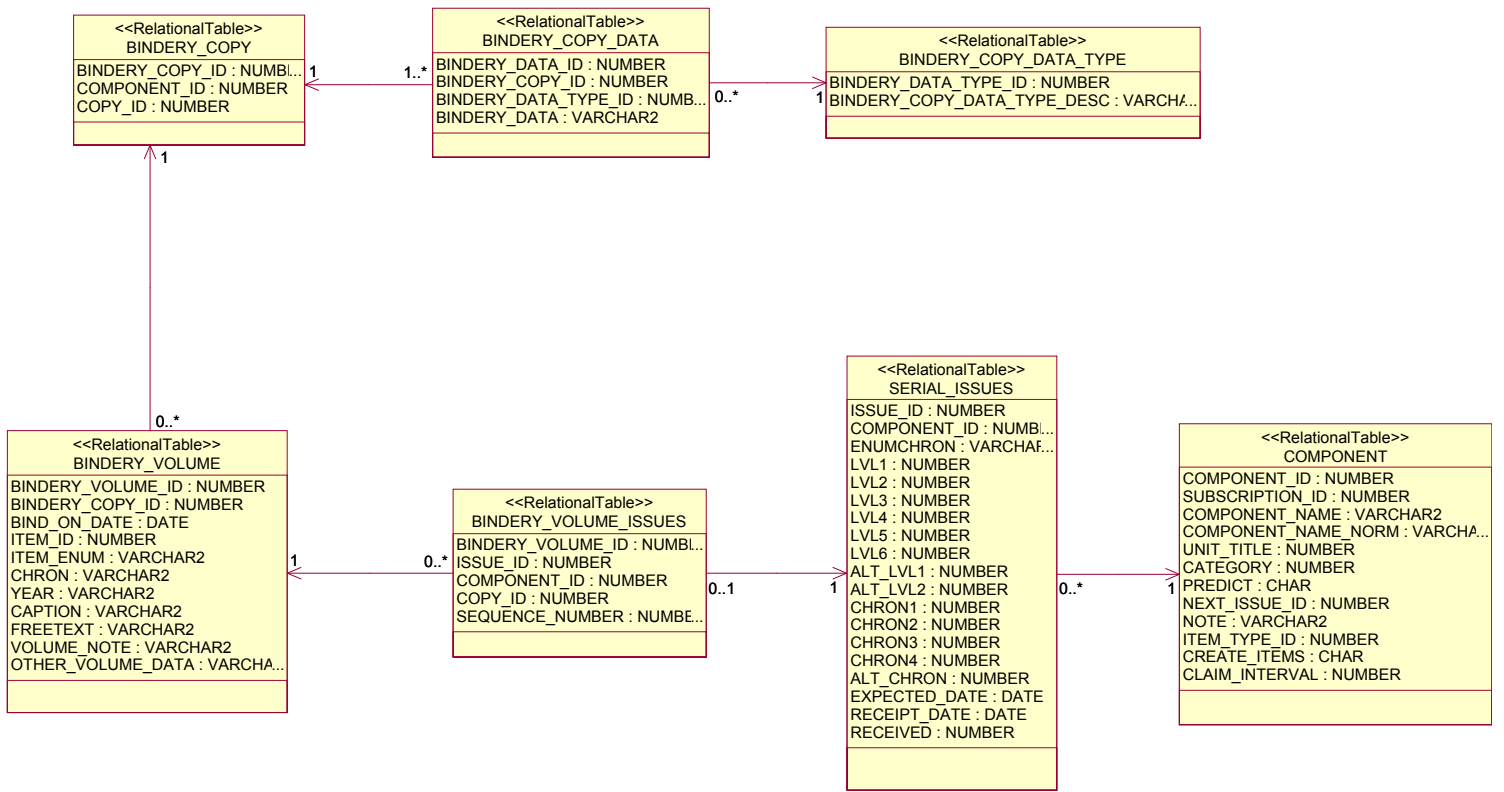 <<RelationalTable>>
BINDERY_COPY
BINDERY_COPY_ID : NUMB...
COMPONENT_ID : NUMBER
COPY_ID : NUMBER
1
1..*
<<RelationalTable>>
BINDERY_COPY_DATA
BINDERY_DATA_ID : NUMBER
BINDERY_COPY_ID : NUMBER
BINDERY_DATA_TYPE_ID : NUMB...
BINDERY_DATA : VARCHAR2
0..*
1
<<RelationalTable>>
BINDERY_COPY_DATA_TYPE
BINDERY_DATA_TYPE_ID : NUMBER
BINDERY_COPY_DATA_TYPE_DESC : VARCHA...
1
0..*
<<RelationalTable>>
BINDERY_VOLUME
BINDERY_VOLUME_ID : NUMBER
BINDERY_COPY_ID : NUMBER
BIND_ON_DATE : DATE
ITEM_ID : NUMBER
ITEM_ENUM : VARCHAR2
CHRON : VARCHAR2
YEAR : VARCHAR2
CAPTION : VARCHAR2
FREETEXT : VARCHAR2
VOLUME_NOTE : VARCHAR2
OTHER_VOLUME_DATA : VARCHA...
1
0..*
<<RelationalTable>>
BINDERY_VOLUME_ISSUES
BINDERY_VOLUME_ID : NUMB...
ISSUE_ID : NUMBER
COMPONENT_ID : NUMBER
COPY_ID : NUMBER
SEQUENCE_NUMBER : NUMBE...
0..1
1
<<RelationalTable>>
SERIAL_ISSUES
ISSUE_ID : NUMBER
COMPONENT_ID : NUMB...
ENUMCHRON : VARCHAR...
LVL1 : NUMBER
LVL2 : NUMBER
LVL3 : NUMBER
LVL4 : NUMBER
LVL5 : NUMBER
LVL6 : NUMBER
ALT_LVL1 : NUMBER
ALT_LVL2 : NUMBER
CHRON1 : NUMBER
CHRON2 : NUMBER
CHRON3 : NUMBER
CHRON4 : NUMBER
ALT_CHRON : NUMBER
EXPECTED_DATE : DATE
RECEIPT_DATE : DATE
RECEIVED : NUMBER
0..*
1
<<RelationalTable>>
COMPONENT
COMPONENT_ID : NUMBER
SUBSCRIPTION_ID : NUMBER
COMPONENT_NAME : VARCHAR2
COMPONENT_NAME_NORM : VARCHA...
UNIT_TITLE : NUMBER
CATEGORY : NUMBER
PREDICT : CHAR
NEXT_ISSUE_ID : NUMBER
NOTE : VARCHAR2
ITEM_TYPE_ID : NUMBER
CREATE_ITEMS : CHAR
CLAIM_INTERVAL : NUMBER